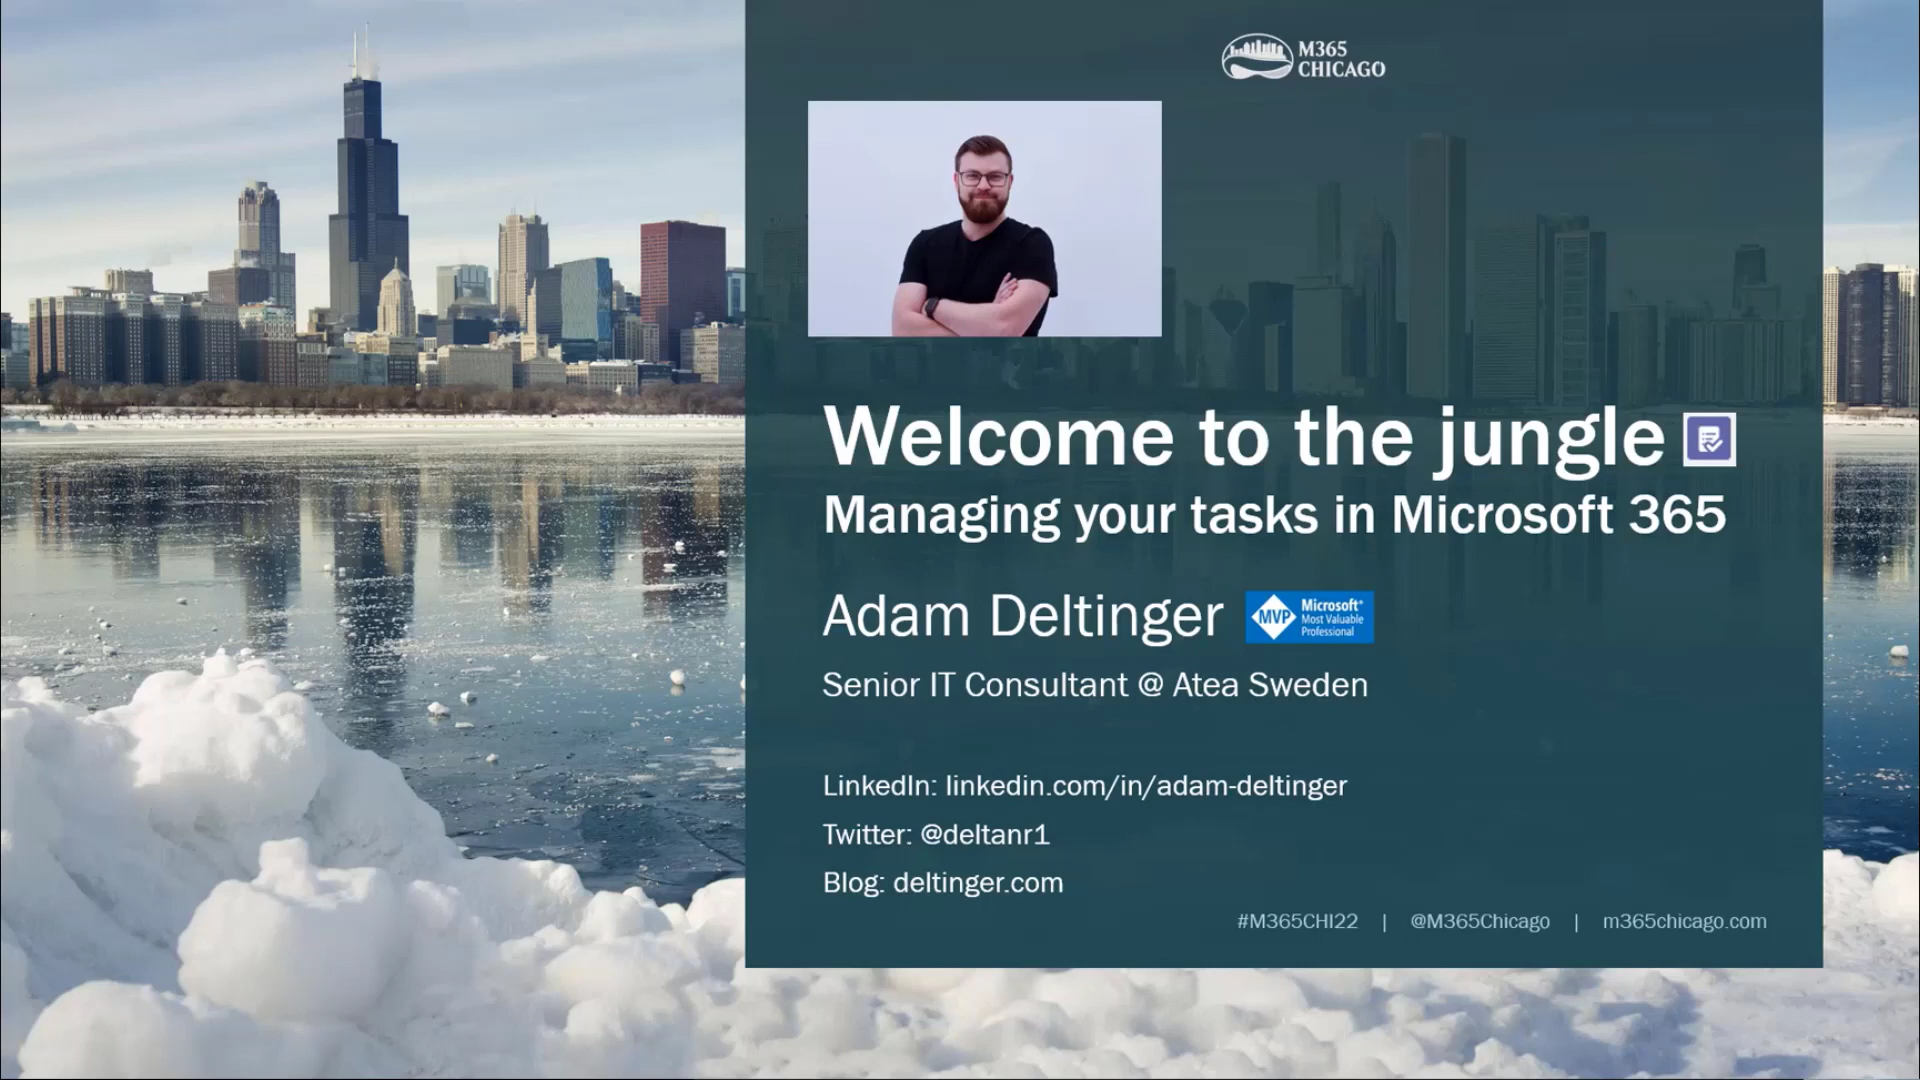 M365
CHICAGO
Welcome to the jungle
Managing your tasks in Microsoft 365
Adam Deltinger
MVP
Microsoft®
Most Valuable
Professional
Senior IT Consultant @ Atea Sweden
LinkedIn: linkedin.com/in/adam-deltinger
Twitter: @deltanr1
Blog: deltinger.com
#M365CHI22 | @M365Chicago | m365chicago.com